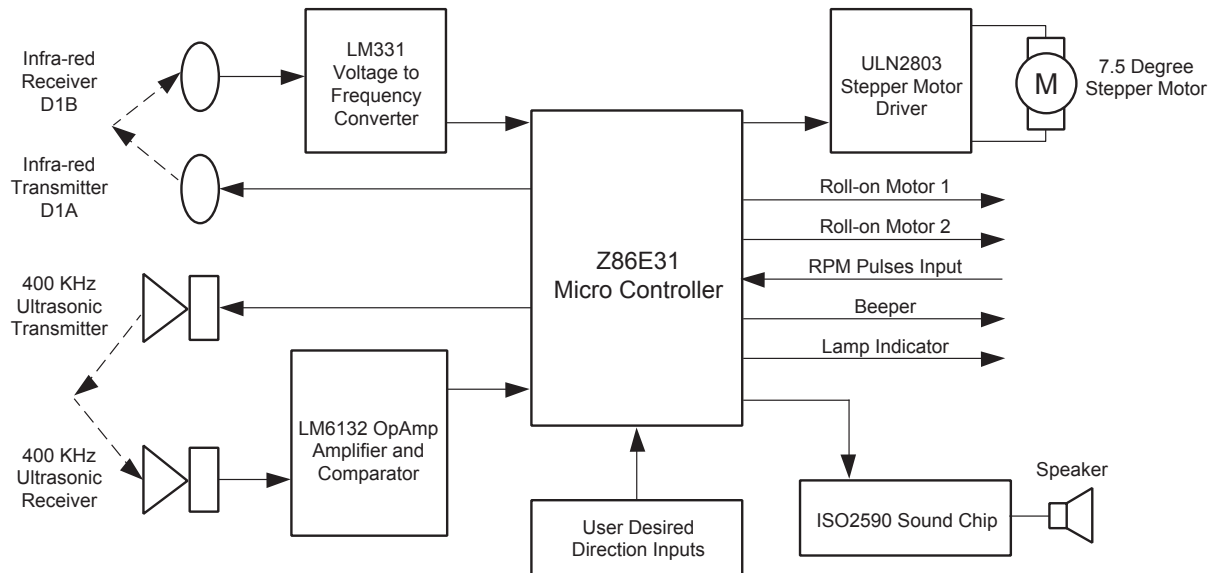 Infra-red
Receiver
D1B
LM331
Voltage to
Frequency
Converter
ULN2803
Stepper Motor
Driver
M
7.5 Degree
Stepper Motor
Infra-red
Transmitter
D1A
Z86E31
Micro Controller
Roll-on Motor 1
Roll-on Motor 2
RPM Pulses Input
Beeper
Lamp Indicator
400 KHz
Ultrasonic
Transmitter
LM6132 OpAmp
Amplifier and
Comparator
400 KHz
Ultrasonic
Receiver
User Desired
Direction Inputs
ISO2590 Sound Chip
Speaker